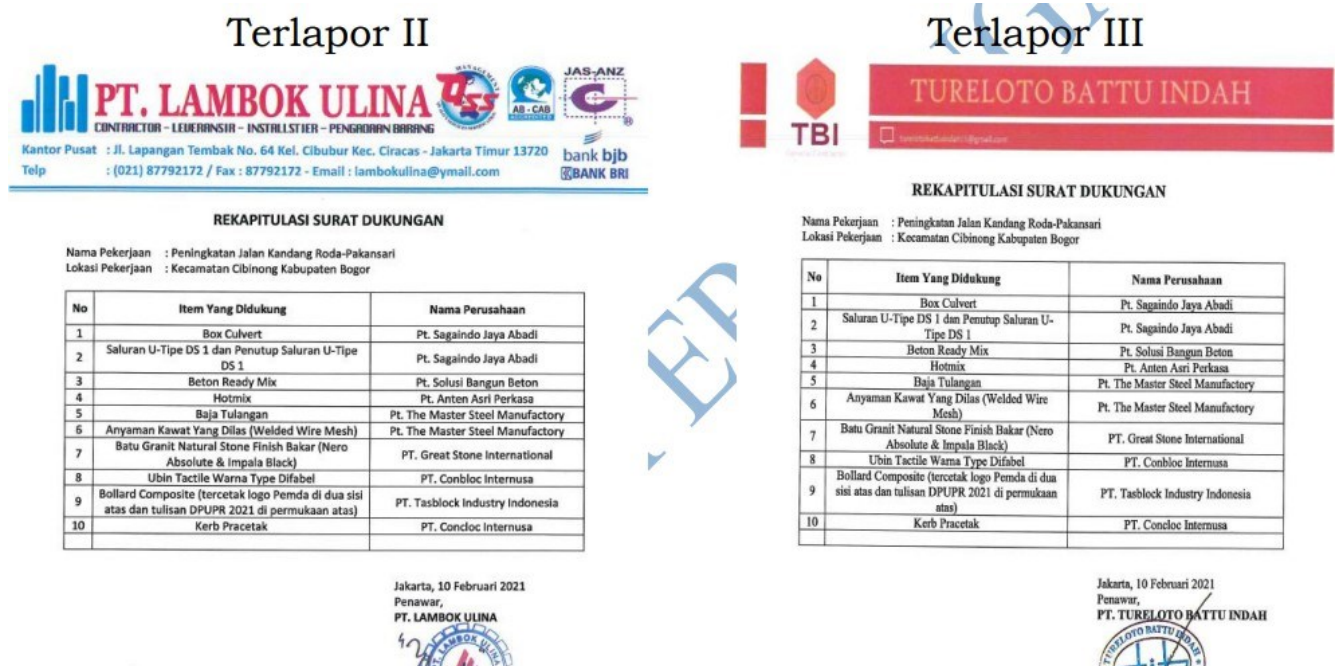 Terlapor II
PT. LAMBOK ULINA
CONTRACTOR – LEVERANSIR – INSTALLSTIER – PENGADAAN BARANG
Kantor Pusat : Jl. Lapangan Tembak No. 64 Kel. Cibubur Kec. Ciracas - Jakarta Timur 13720
Telp : (021) 87792172 / Fax : 87792172 - Email : lambokulina@ymail.com
MANAGEMENT
QSS
AB - CAB
ACCREDITED
JAS-ANZ
C
bank bjb
BANK BRI
REKAPITULASI SURAT DUKUNGAN
Nama Pekerjaan : Peningkatan Jalan Kandang Roda-Pakansari
Lokasi Pekerjaan : Kecamatan Cibinong Kabupaten Bogor
No Item Yang Didukung Nama Perusahaan
1 Box Culvert Pt. Sagaindo Jaya Abadi
2 Saluran U-Tipe DS 1 dan Penutup Saluran U-Tipe
DS 1 Pt. Sagaindo Jaya Abadi
3 Beton Ready Mix Pt. Solusi Bangun Beton
4 Hotmix Pt. Anten Asri Perkasa
5 Baja Tulangan Pt. The Master Steel Manufactory
6 Anyaman Kawat Yang Dilas (Welded Wire Mesh) Pt. The Master Steel Manufactory
7 Batu Granit Natural Stone Finish Bakar (Nero
Absolute & Impala Black) PT. Great Stone International
8 Ubin Tactile Warna Type Difabel PT. Conbloc Internusa
9 Bollard Composite (tercetak logo Pemda di dua sisi
atas dan tulisan DPUPR 2021 di permukaan atas) PT. Tasblock Industry Indonesia
10 Kerb Pracetak PT. Concloc Internusa
Jakarta, 10 Februari 2021
Penawar,
PT. LAMBOK ULINA
PT. LAMBOK ULINA
Terlapor III
TBI
TURELOTO BATTU INDAH
REKAPITULASI SURAT DUKUNGAN
Nama Pekerjaan : Peningkatan Jalan Kandang Roda-Pakansari
Lokasi Pekerjaan : Kecamatan Cibinong Kabupaten Bogor
No Item Yang Didukung Nama Perusahaan
1 Box Culvert Pt. Sagaindo Jaya Abadi
2 Saluran U-Tipe DS 1 dan Penutup Saluran U-
Tipe DS 1 Pt. Sagaindo Jaya Abadi
3 Beton Ready Mix Pt. Solusi Bangun Beton
4 Hotmix Pt. Anten Asri Perkasa
5 Baja Tulangan Pt. The Master Steel Manufactory
6 Anyaman Kawat Yang Dilas (Welded Wire
Mesh) Pt. The Master Steel Manufactory
7 Batu Granit Natural Stone Finish Bakar (Nero
Absolute & Impala Black) PT. Great Stone International
8 Ubin Tactile Warna Type Difabel PT. Conbloc Internusa
9 Bollard Composite (tercetak logo Pemda di dua
sisi atas dan tulisan DPUPR 2021 di permukaan
atas) PT. Tasblock Industry Indonesia
10 Kerb Pracetak PT. Concloc Internusa
Jakarta, 10 Februari 2021
Penawar,
PT. TURELOTO BATTU INDAH
TURELOTO BATTU INDAH